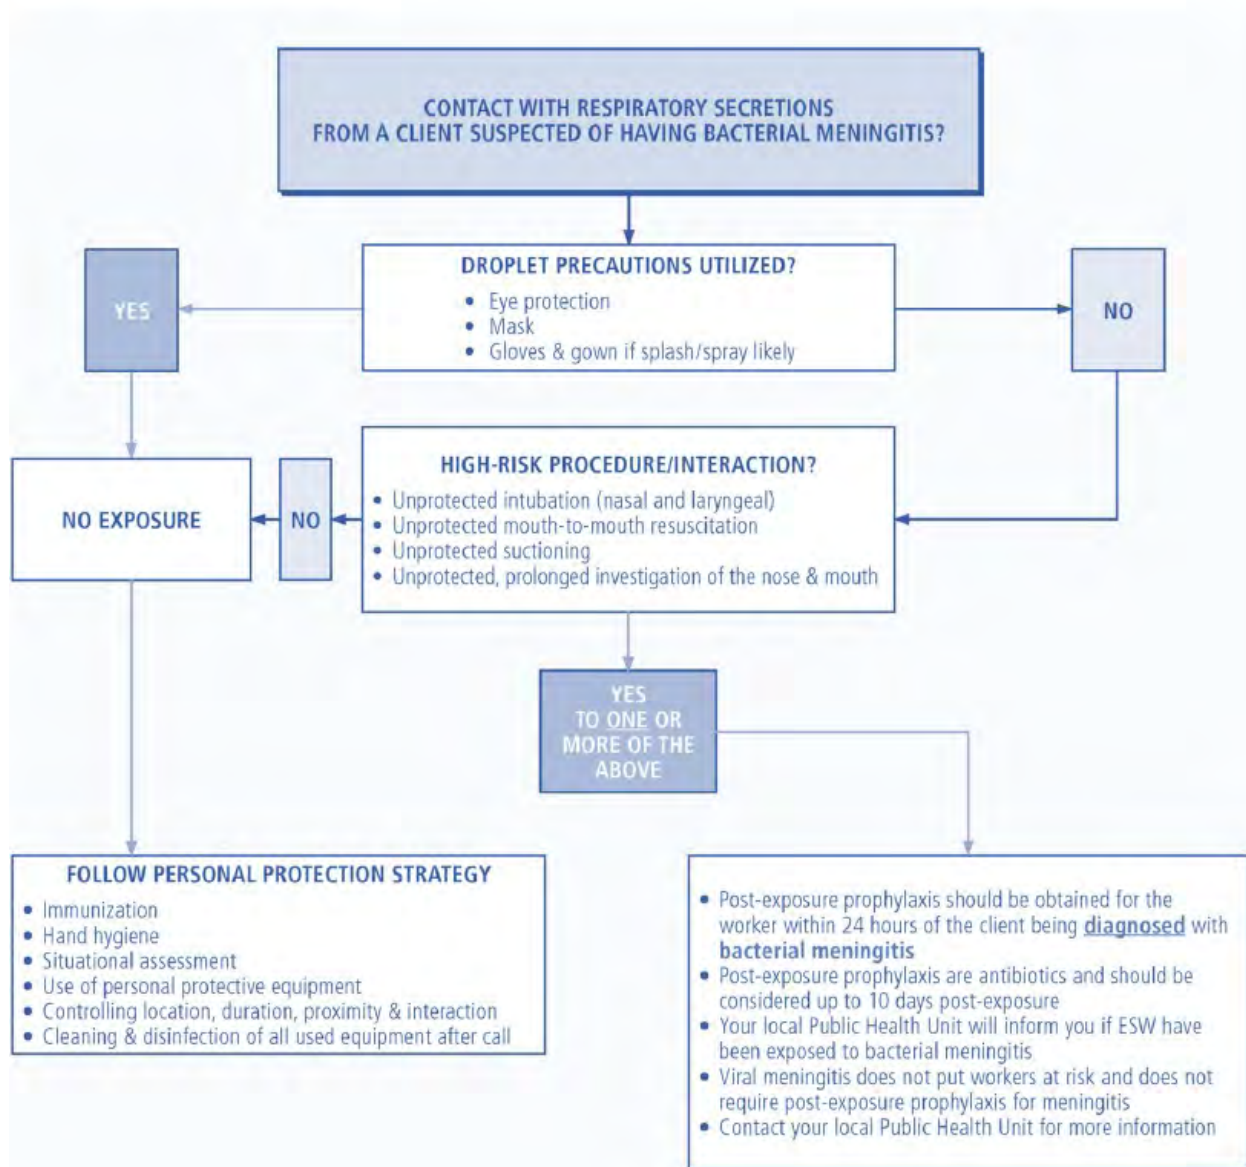 CONTACT WITH RESPIRATORY SECRETIONS
FROM A CLIENT SUSPECTED OF HAVING BACTERIAL MENINGITIS?
DROPLET PRECAUTIONS UTILIZED?
• Eye protection
• Mask
• Gloves & gown if splash/spray likely
YES
NO
HIGH-RISK PROCEDURE/INTERACTION?
• Unprotected intubation (nasal and laryngeal)
• Unprotected mouth-to-mouth resuscitation
• Unprotected suctioning
• Unprotected, prolonged investigation of the nose & mouth
NO
NO EXPOSURE
YES
TO ONE OR
MORE OF THE
ABOVE
FOLLOW PERSONAL PROTECTION STRATEGY
• Immunization
• Hand hygiene
• Situational assessment
• Use of personal protective equipment
• Controlling location, duration, proximity & interaction
• Cleaning & disinfection of all used equipment after call
• Post-exposure prophylaxis should be obtained for the
worker within 24 hours of the client being diagnosed with
bacterial meningitis
• Post-exposure prophylaxis are antibiotics and should be
considered up to 10 days post-exposure
• Your local Public Health Unit will inform you if ESW have
been exposed to bacterial meningitis
• Viral meningitis does not put workers at risk and does not
require post-exposure prophylaxis for meningitis
• Contact your local Public Health Unit for more information